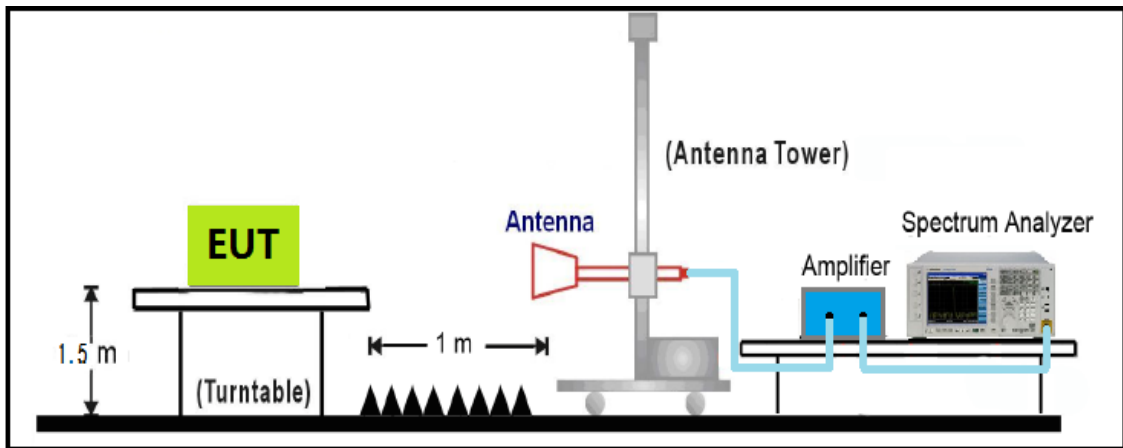 (Antenna Tower)
EUT
Antenna
Spectrum Analyzer
Amplifier
1.5 m
1 m
(Turntable)